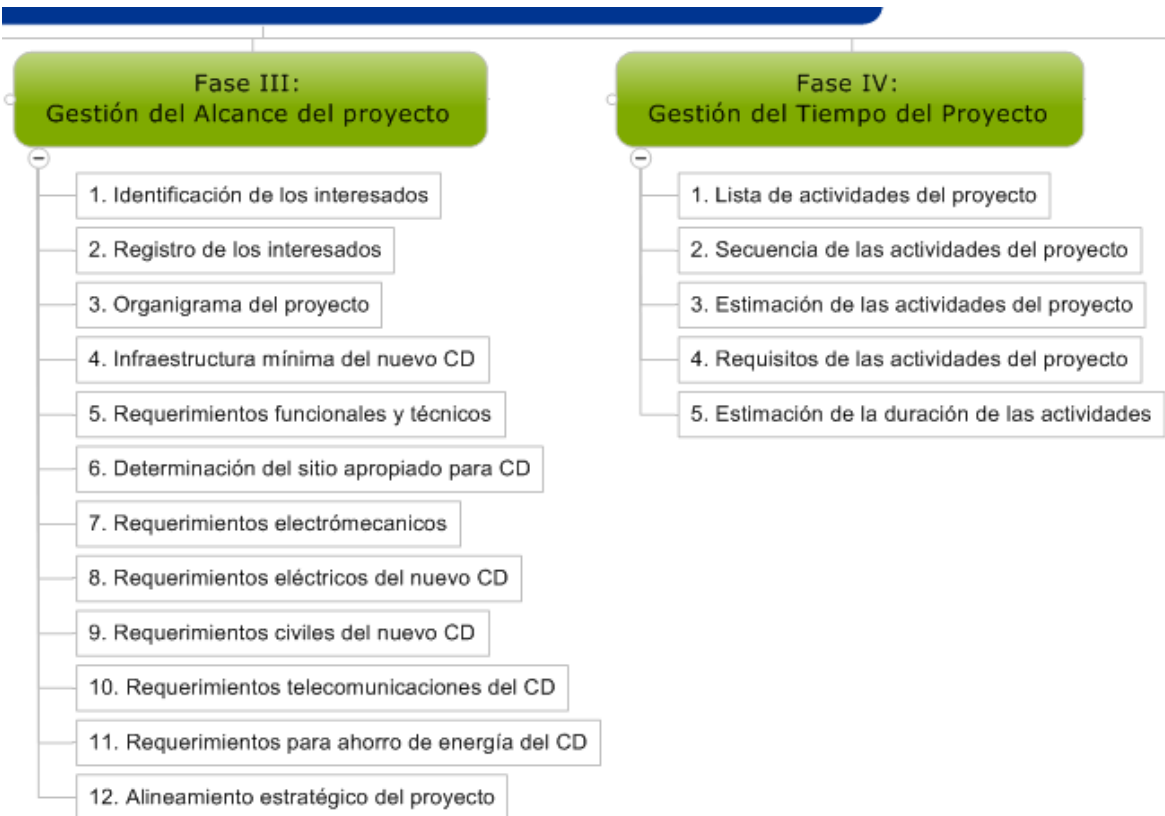 Fase III:
Gestión del Alcance del proyecto
1. Identificación de los interesados
2. Registro de los interesados
3. Organigrama del proyecto
4. Infraestructura mínima del nuevo CD
5. Requerimientos funcionales y técnicos
6. Determinación del sitio apropiado para CD
7. Requerimientos electrómecanicos
8. Requerimientos eléctricos del nuevo CD
9. Requerimientos civiles del nuevo CD
10. Requerimientos telecomunicaciones del CD
11. Requerimientos para ahorro de energía del CD
12. Alineamiento estratégico del proyecto
Fase IV:
Gestión del Tiempo del Proyecto
1. Lista de actividades del proyecto
2. Secuencia de las actividades del proyecto
3. Estimación de las actividades del proyecto
4. Requisitos de las actividades del proyecto
5. Estimación de la duración de las actividades